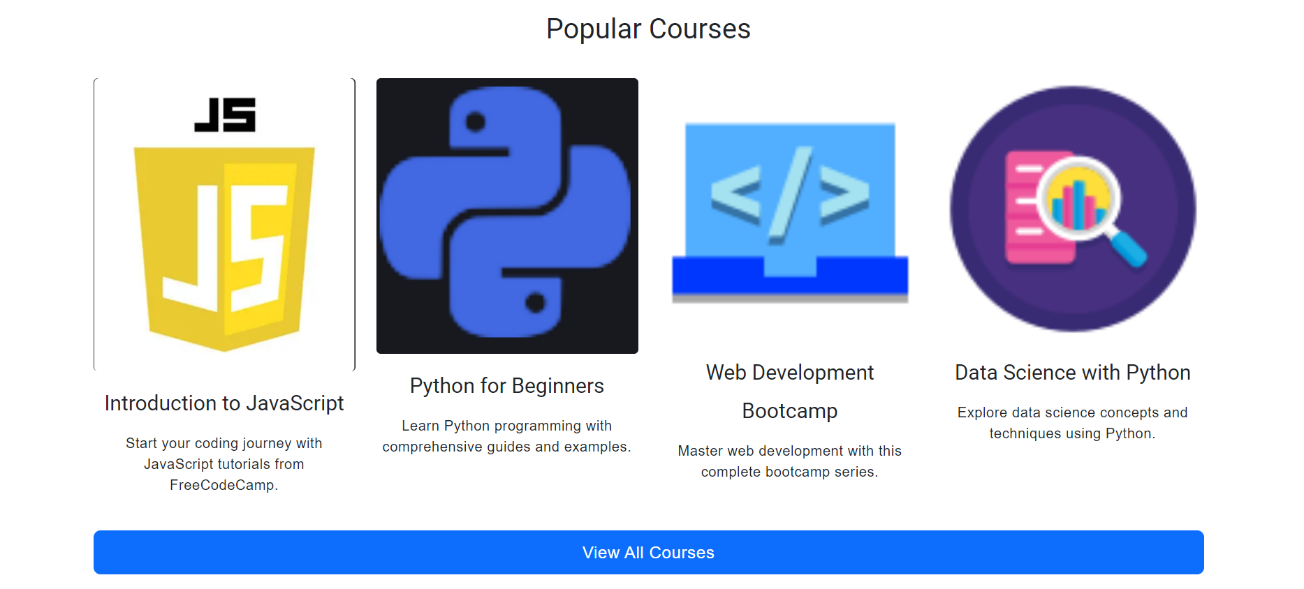 Popular Courses
JS
JS
Introduction to JavaScript
Start your coding journey with
JavaScript tutorials from
FreeCodeCamp.
Python for Beginners
Learn Python programming with
comprehensive guides and examples.
</>
Web Development
Bootcamp
Master web development with this
complete bootcamp series.
Data Science with Python
Explore data science concepts and
techniques using Python.
View All Courses